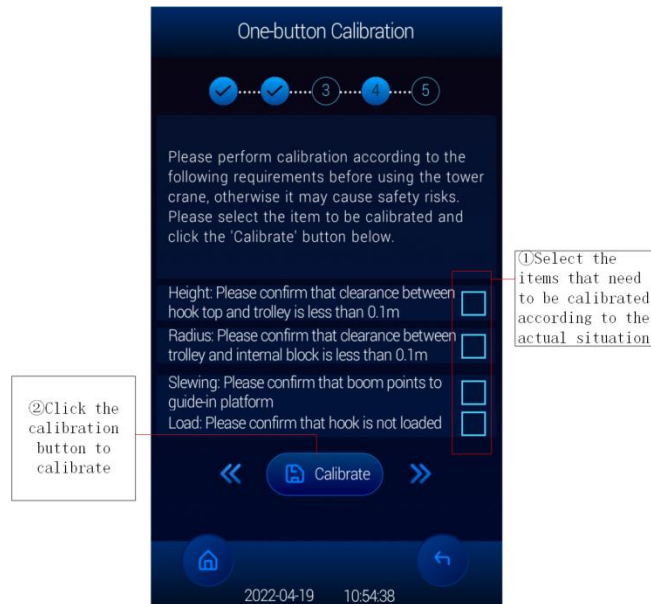 One-button Calibration
3 4 5
Please perform calibration according to the
following requirements before using the tower
crane, otherwise it may cause safety risks.
Please select the item to be calibrated and
click the 'Calibrate' button below.
①Select the
items that need
to be calibrated
according to the
actual situation
Height: Please confirm that clearance between
hook top and trolley is less than 0.1m
Radius: Please confirm that clearance between
trolley and internal block is less than 0.1m
Slewing: Please confirm that boom points to
guide-in platform
Load: Please confirm that hook is not loaded
②Click the
calibration
button to
calibrate
Calibrate
2022-04-19 10:54:38